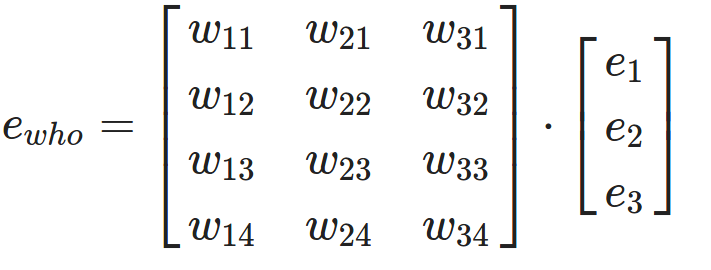 e_{who} = \begin{bmatrix} w_{11} & w_{21} & w_{31} \\ w_{12} & w_{22} & w_{32} \\ w_{13} & w_{23} & w_{33} \\ w_{14} & w_{24} & w_{34} \end{bmatrix} \cdot \begin{bmatrix} e_1 \\ e_2 \\ e_3 \end{bmatrix}